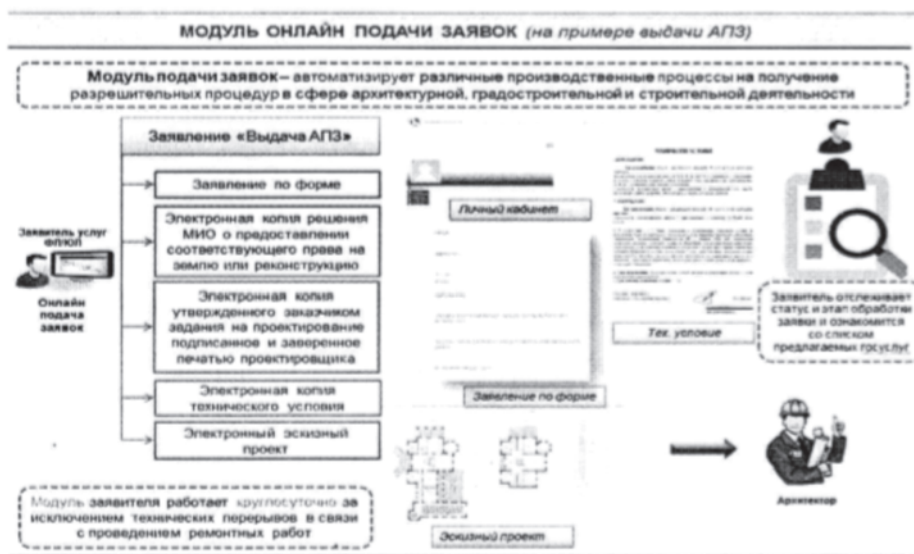 МОДУЛЬ ОНЛАЙН ПОДАЧИ ЗАЯВОК (на примере выдачи АПЗ)
Модуль подачи заявок – автоматизирует различные производственные процессы на получение
разрешительных процедур в сфере архитектурной, градостроительной и строительной деятельности
Заявление «Выдача АПЗ»
Заявление по форме
Электронная копия решения
МИО о предоставлении
соответствующего права на
землю или реконструкцию
Электронная копия
утвержденного заказчиком
задания на проектирование
подписанное и заверенное
печатью проектировщика
Электронная копия
технического условия
Электронный эскизный
проект
Заявитель услуг
ФЛ/ЮЛ
Онлайн
подача
заявок
Личный кабинет
Заявление по форме
Тех. условие
Эскизный проект
Заявитель отслеживает
статус и этап обработки
заявки и ознакомится
со списком
предлагаемых госуслуг
Архитектор
Модуль заявителя работает круглосуточно за
исключением технических перерывов в связи
с проведением ремонтных работ